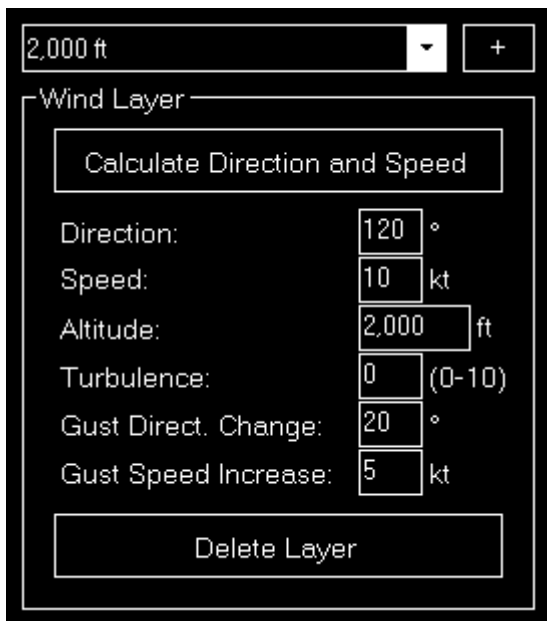 2,000 ft +
Wind Layer
Calculate Direction and Speed
Direction: 120 °
Speed: 10 kt
Altitude: 2,000 ft
Turbulence: 0 (0-10)
Gust Direct. Change: 20 °
Gust Speed Increase: 5 kt
Delete Layer